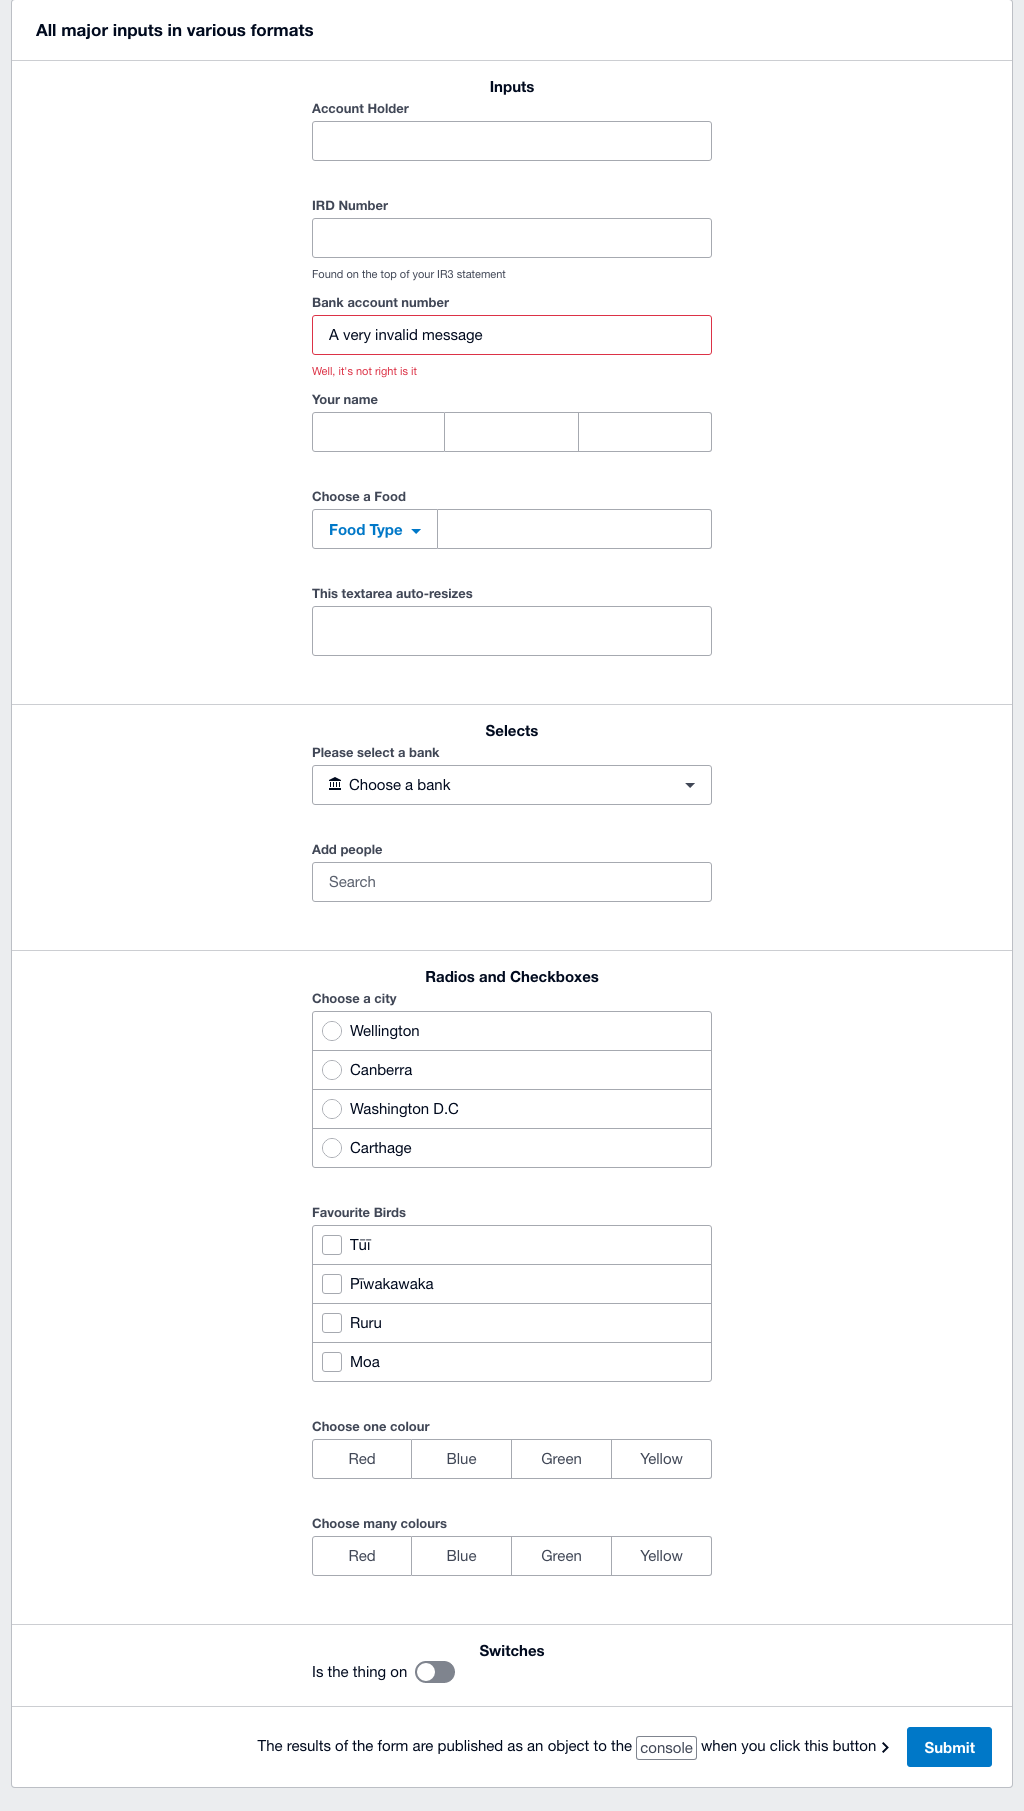 All major inputs in various formats
Inputs
Account Holder
IRD Number
Found on the top of your IR3 statement
Bank account number
A very invalid message
Well, it's not right is it
Your name
Choose a Food
Food Type
This textarea auto-resizes
Selects
Please select a bank
Choose a bank
Add people
Search
Radios and Checkboxes
Choose a city
Wellington
Canberra
Washington D.C
Carthage
Favourite Birds
Tūī
Pīwakawaka
Ruru
Moa
Choose one colour
Red Blue Green Yellow
Choose many colours
Red Blue Green Yellow
Switches
Is the thing on
The results of the form are published as an object to the console when you click this button Submit